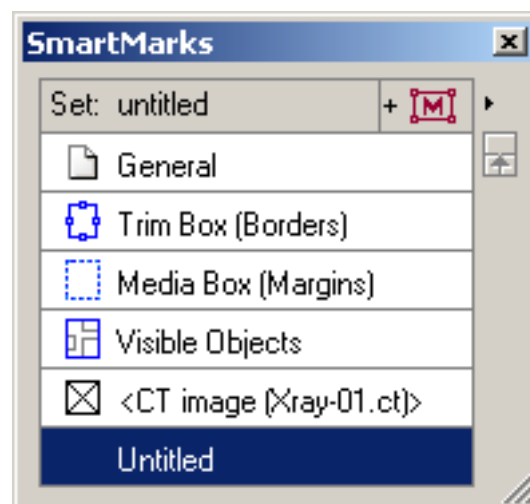 SmartMarks
Set: untitled + M
General
Trim Box (Borders)
Media Box (Margins)
Visible Objects
<CT image (Xray-01.ct)>
Untitled